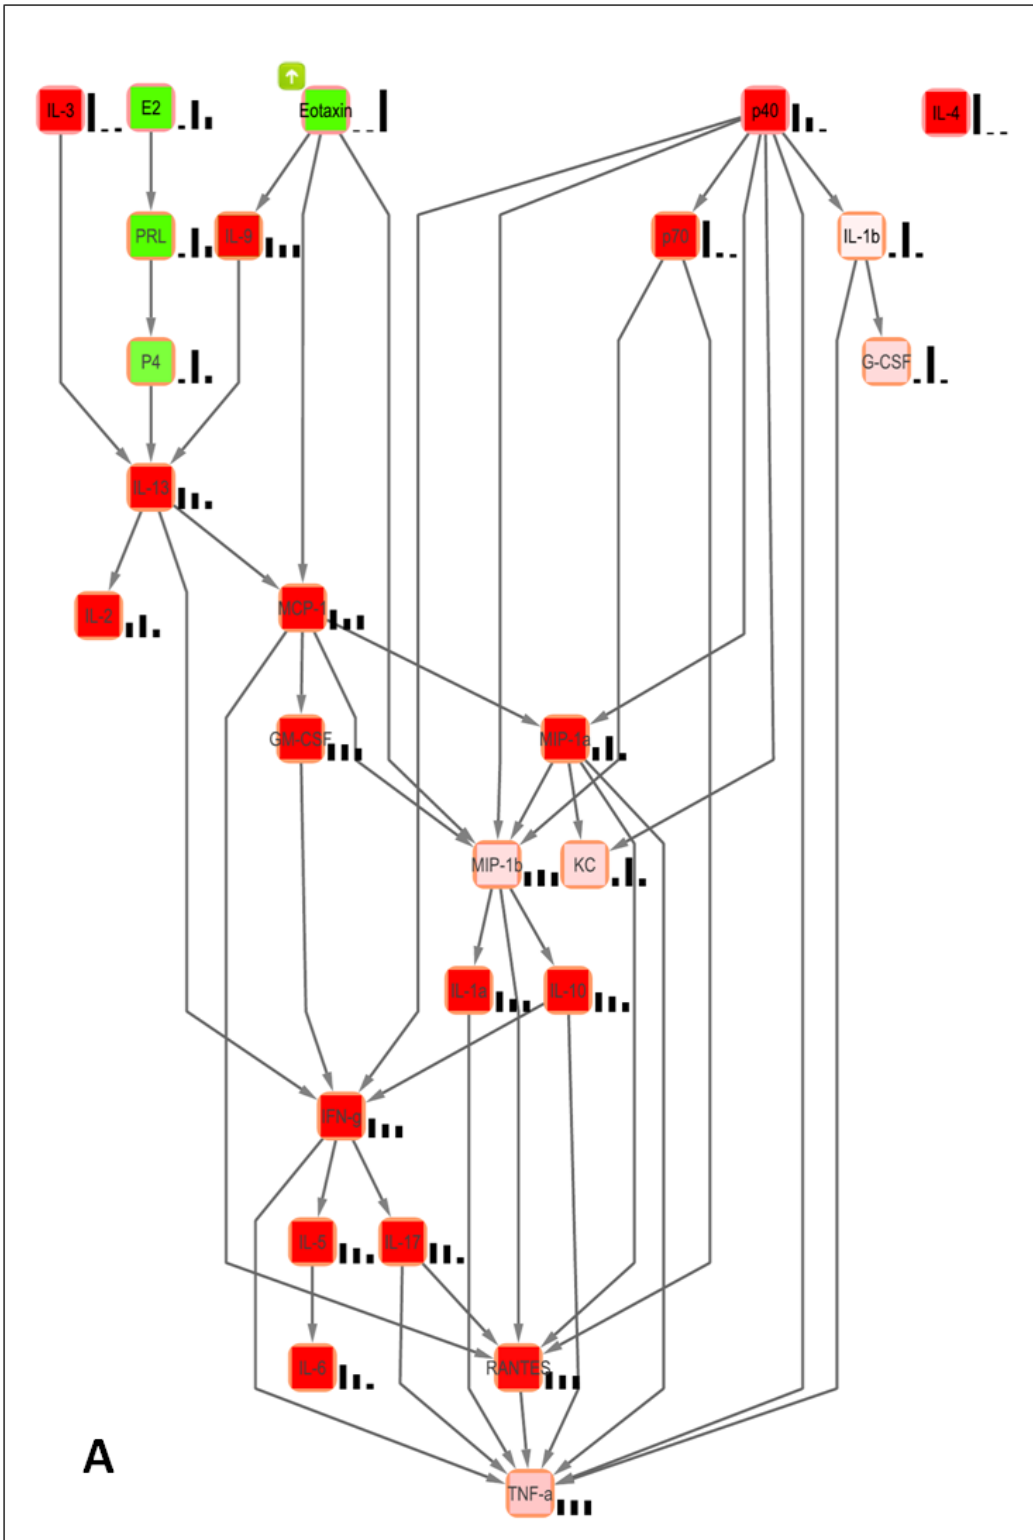 IL-3
E2
Eotaxin
p40
IL-4
PRL
IL-9
p70
IL-1b
P4
G-CSF
IL-13
IL-2
MCP-1
GM-CSF
MIP-1a
MIP-1b
KC
IL-1a
IL-10
IFN-g
IL-5
IL-17
IL-6
RANTES
TNF-a
A